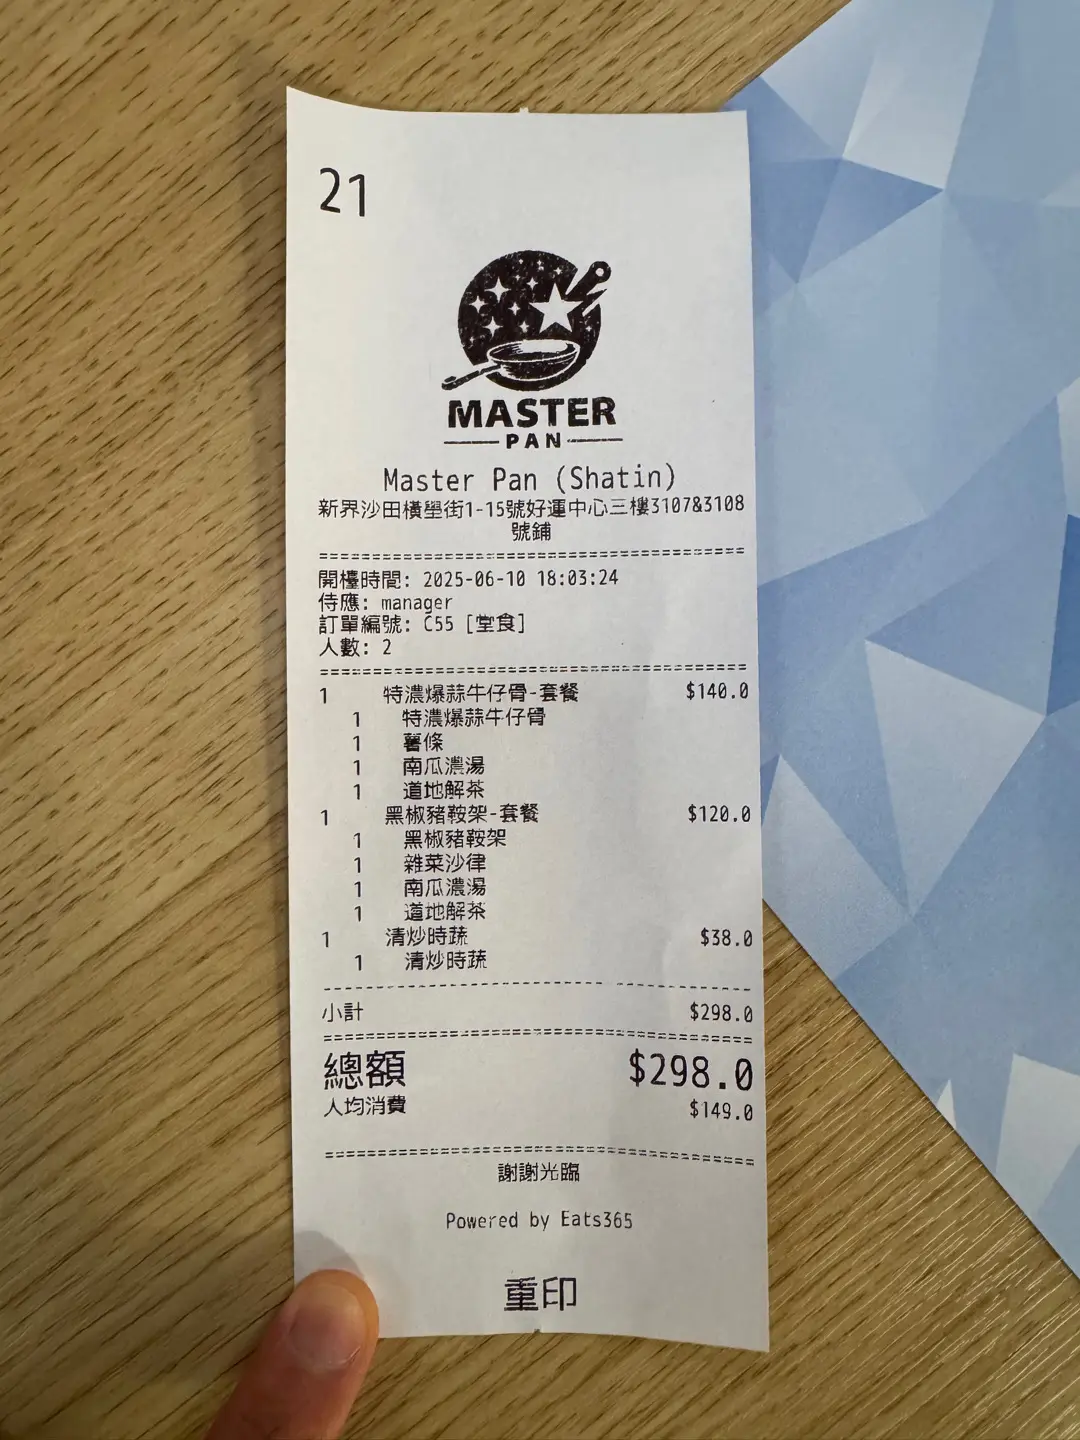 21
MASTER
PAN
Master Pan (Shatin)
新界沙田橫壆街1-15號好運中心三樓3107&3108
號鋪
開檯時間: 2025-06-10 18:03:24
侍應: manager
訂單編號: C55 [堂食]
人數: 2
1 特濃爆蒜牛仔骨-套餐 $140.0
1 特濃爆蒜牛仔骨
1 薯條
1 南瓜濃湯
1 道地解茶
1 黑椒豬鞍架-套餐 $120.0
1 黑椒豬鞍架
1 雜菜沙律
1 南瓜濃湯
1 道地解茶
1 清炒時蔬 $38.0
1 清炒時蔬
小計 $298.0
總額 $298.0
人均消費 $149.0
謝謝光臨
Powered by Eats365
重印